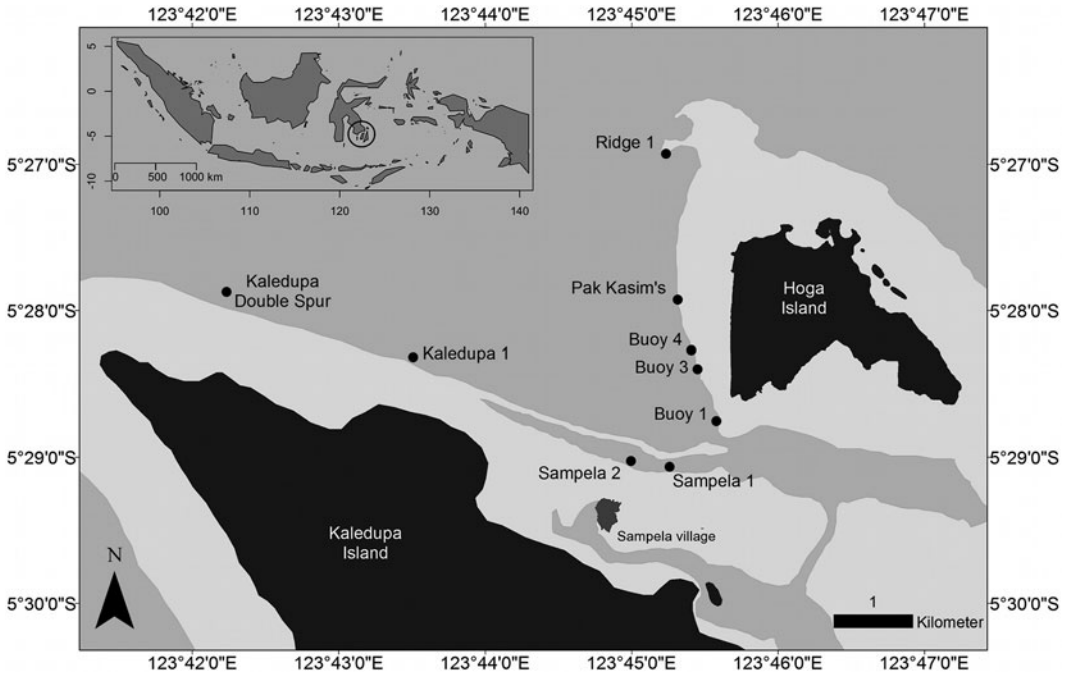 123°42'0"E 123°43'0"E 123°44'0"E 123°45'0"E 123°46'0"E 123°47'0"E
5
0
-5
-10
0 500 1000 km
100 110 120 130 140
Ridge 1
5°27'0"S 5°27'0"S
Kaledupa
Double Spur
Pak Kasim's
Hoga
Island
5°28'0"S 5°28'0"S
Buoy 4
Kaledupa 1
Buoy 3
Buoy 1
5°29'0"S 5°29'0"S
Sampela 2
Sampela 1
Kaledupa
Island
Sampela village
N
5°30'0"S 5°30'0"S
1
Kilometer
123°42'0"E 123°43'0"E 123°44'0"E 123°45'0"E 123°46'0"E 123°47'0"E